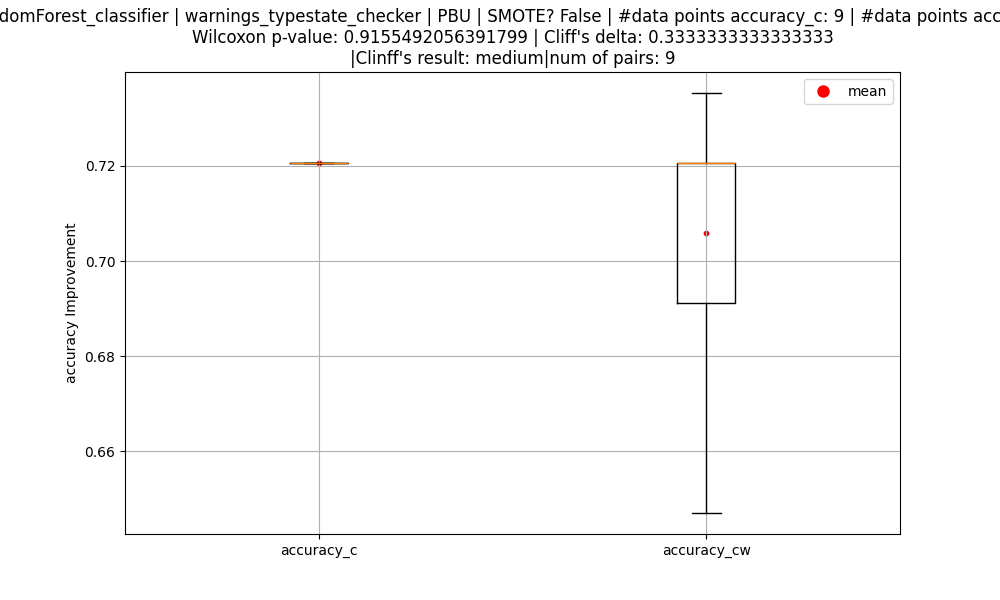 domForest_classifier | warnings_typestate_checker | PBU | SMOTE? False | #data points accuracy_c: 9 | #data points acc
Wilcoxon p-value: 0.9155492056391799 | Cliff's delta: 0.3333333333333333
|Clinff's result: medium|num of pairs: 9
mean
0.72
0.70
0.68
0.66
accuracy Improvement
accuracy_c
accuracy_cw